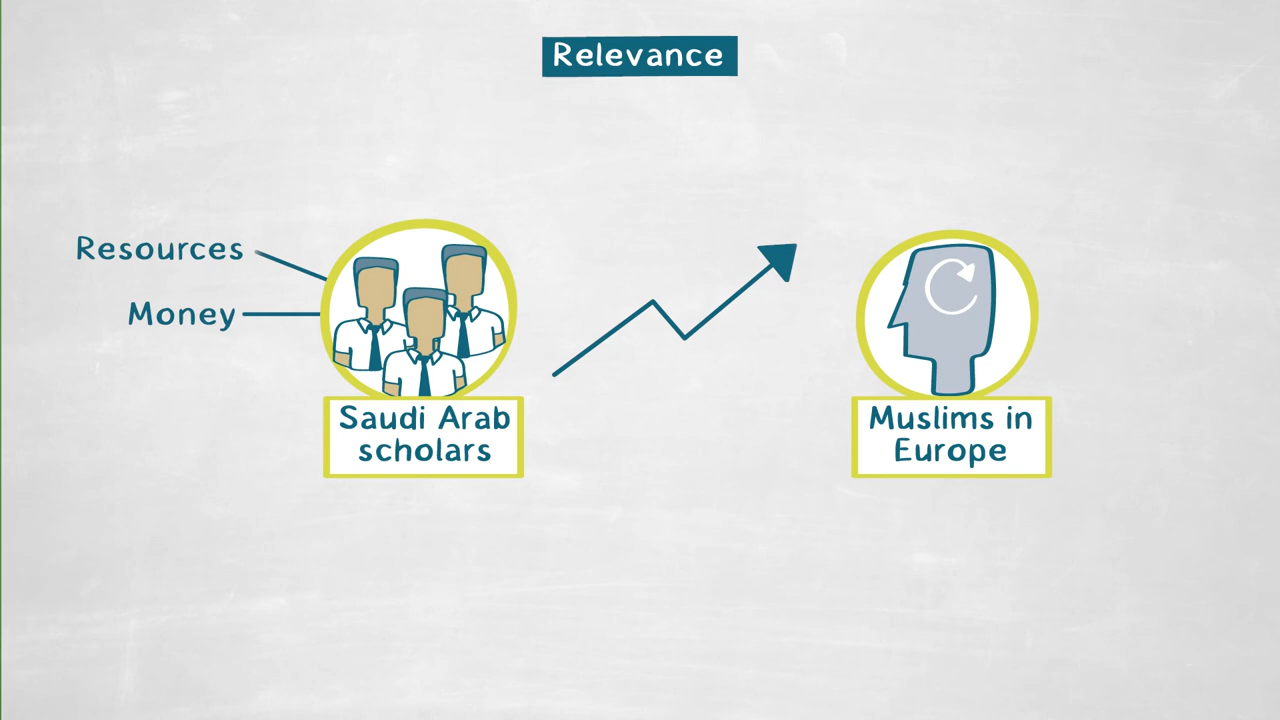 Relevance
Resources
Money
Saudi Arab
scholars
Muslims in
Europe